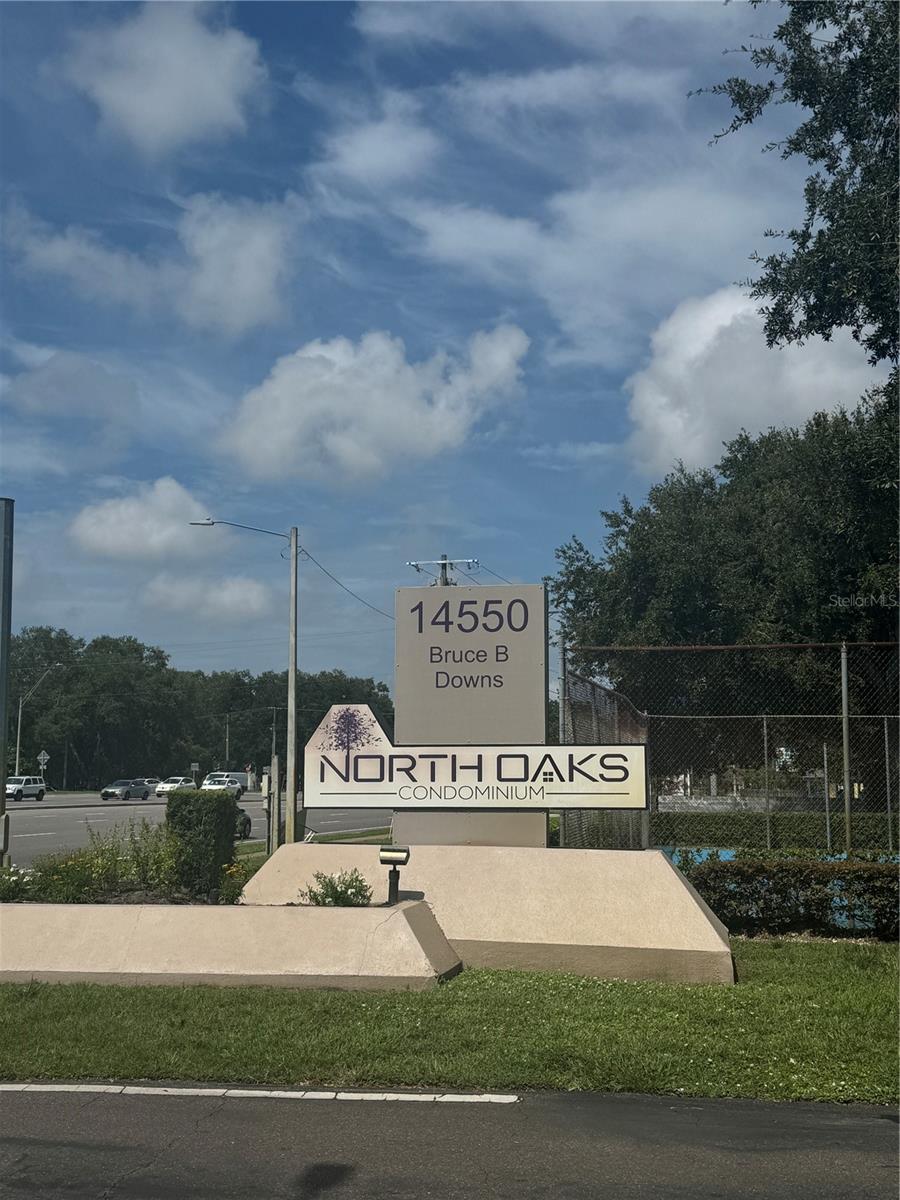 14550
Bruce B
Downs
NORTH OAKS
CONDOMINIUM
StellarMLS